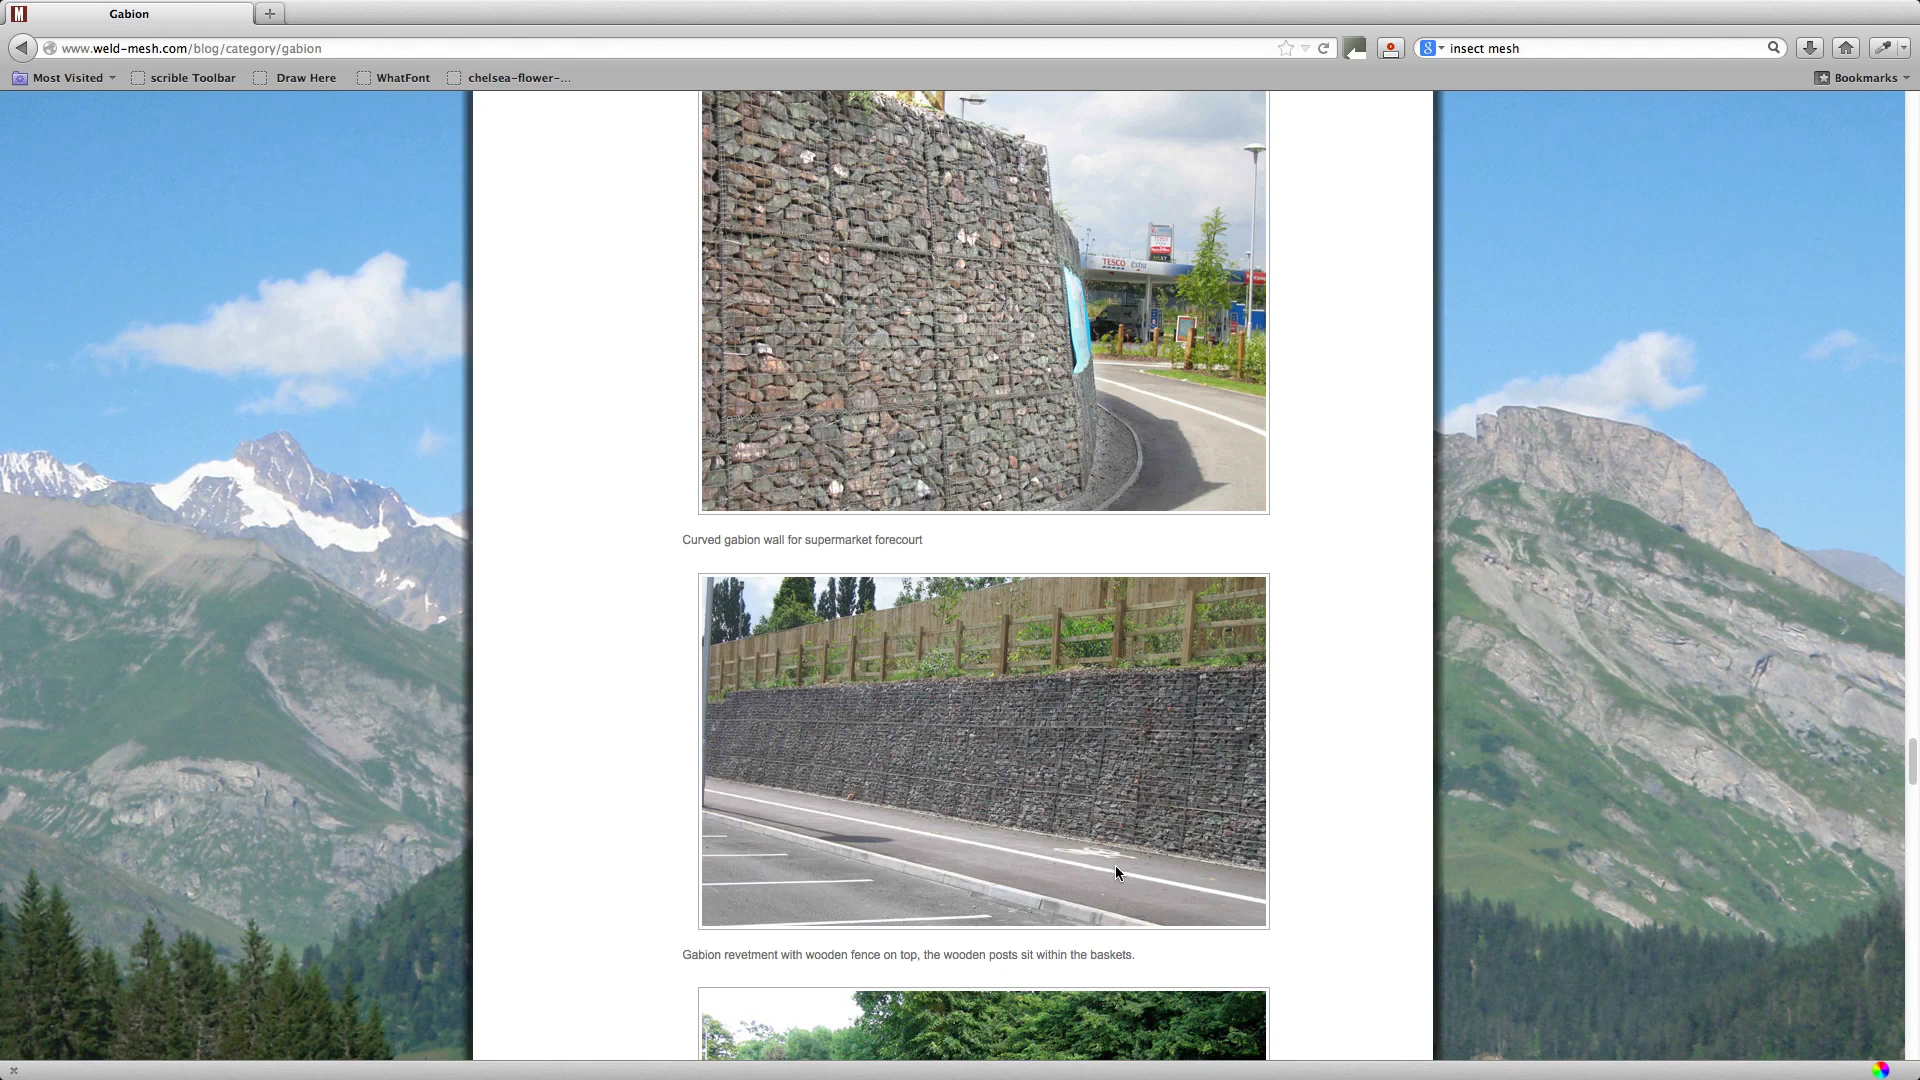 Gabion
www.weld-mesh.com/blog/category/gabion
insect mesh
Most Visited
scrible Toolbar
Draw Here
WhatFont
chelsea-flower-...
Bookmarks
TESCO Extra
Curved gabion wall for supermarket forecourt
Gabion revetment with wooden fence on top, the wooden posts sit within the baskets.